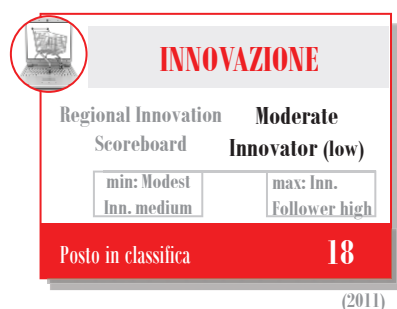 INNOVAZIONE
Regional Innovation Scoreboard
Moderate Innovator (low)
min: Modest Inn. medium
max: Inn. Follower high
Posto in classifica 18
(2011)